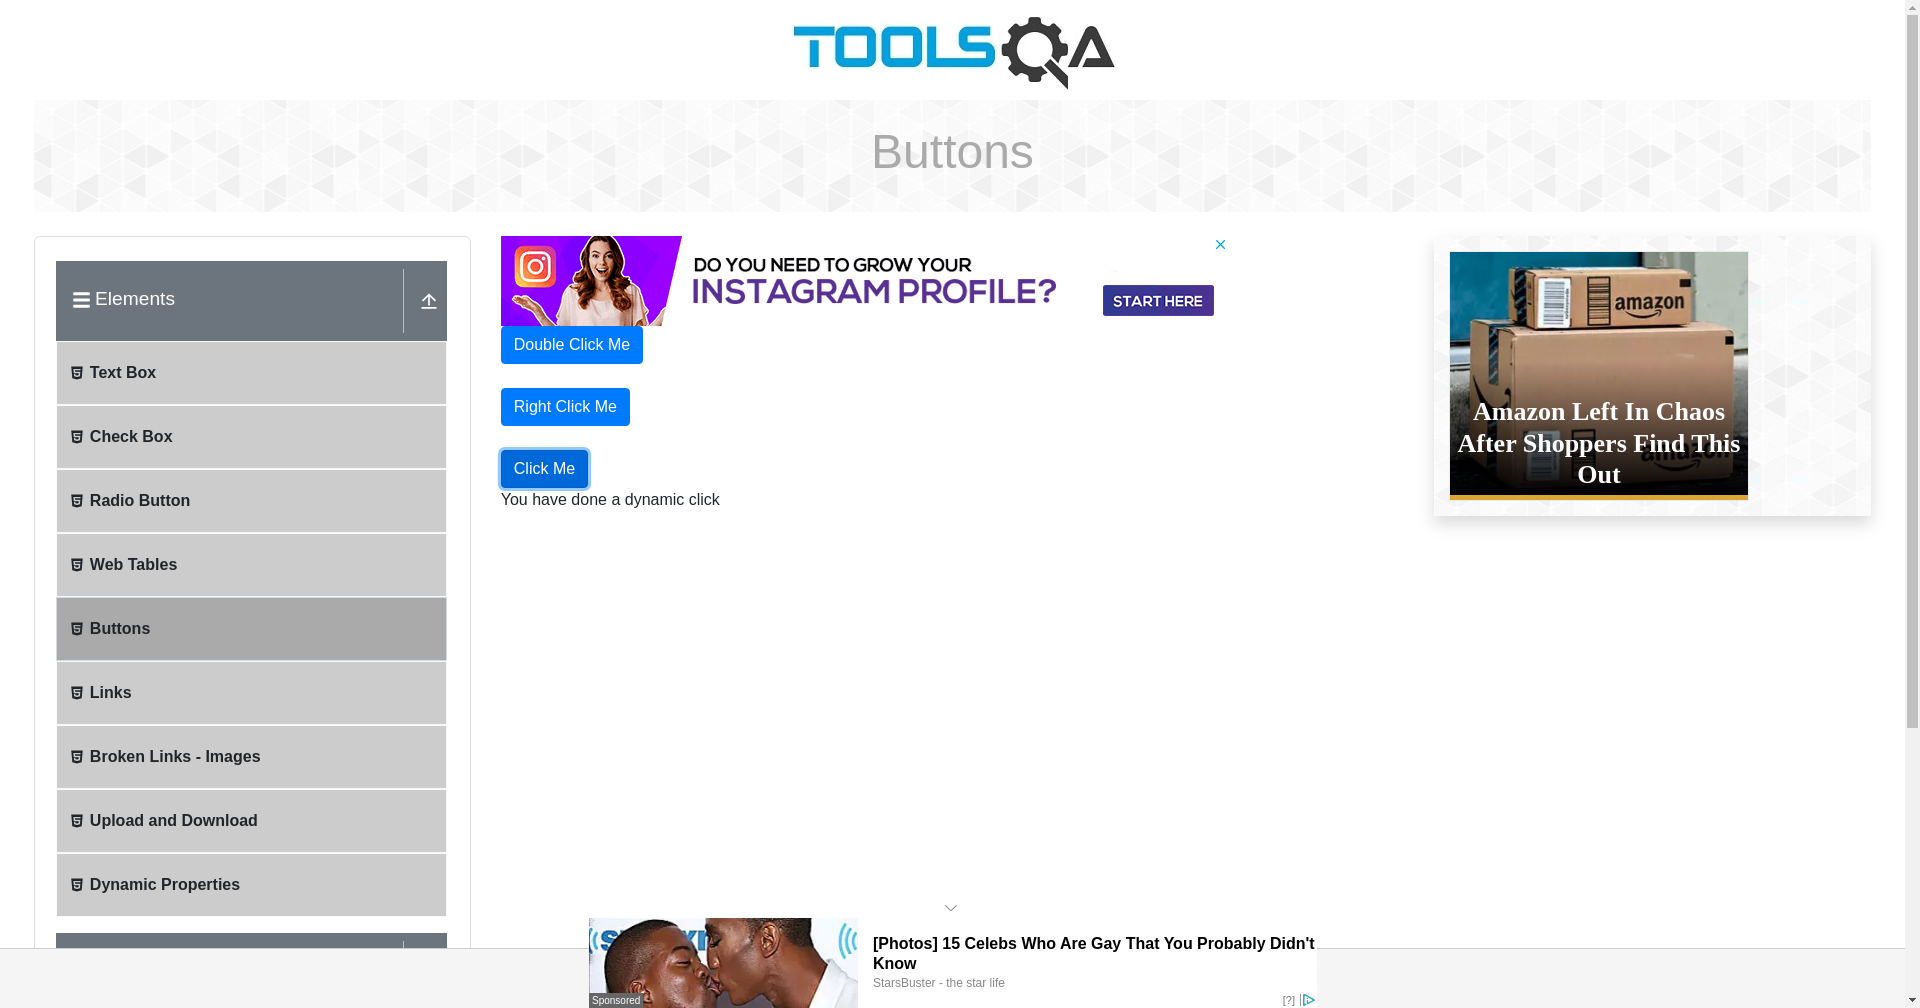 TOOLSQA
Buttons
Elements
Text Box
Check Box
Radio Button
Web Tables
Buttons
Links
Broken Links - Images
Upload and Download
Dynamic Properties
DO YOU NEED TO GROW YOUR
INSTAGRAM PROFILE?
START HERE
Double Click Me
Right Click Me
Click Me
You have done a dynamic click
amazon
Amazon Left In Chaos
After Shoppers Find This
Out
[Photos] 15 Celebs Who Are Gay That You Probably Didn't
Know
StarsBuster - the star life
Sponsored
[?]